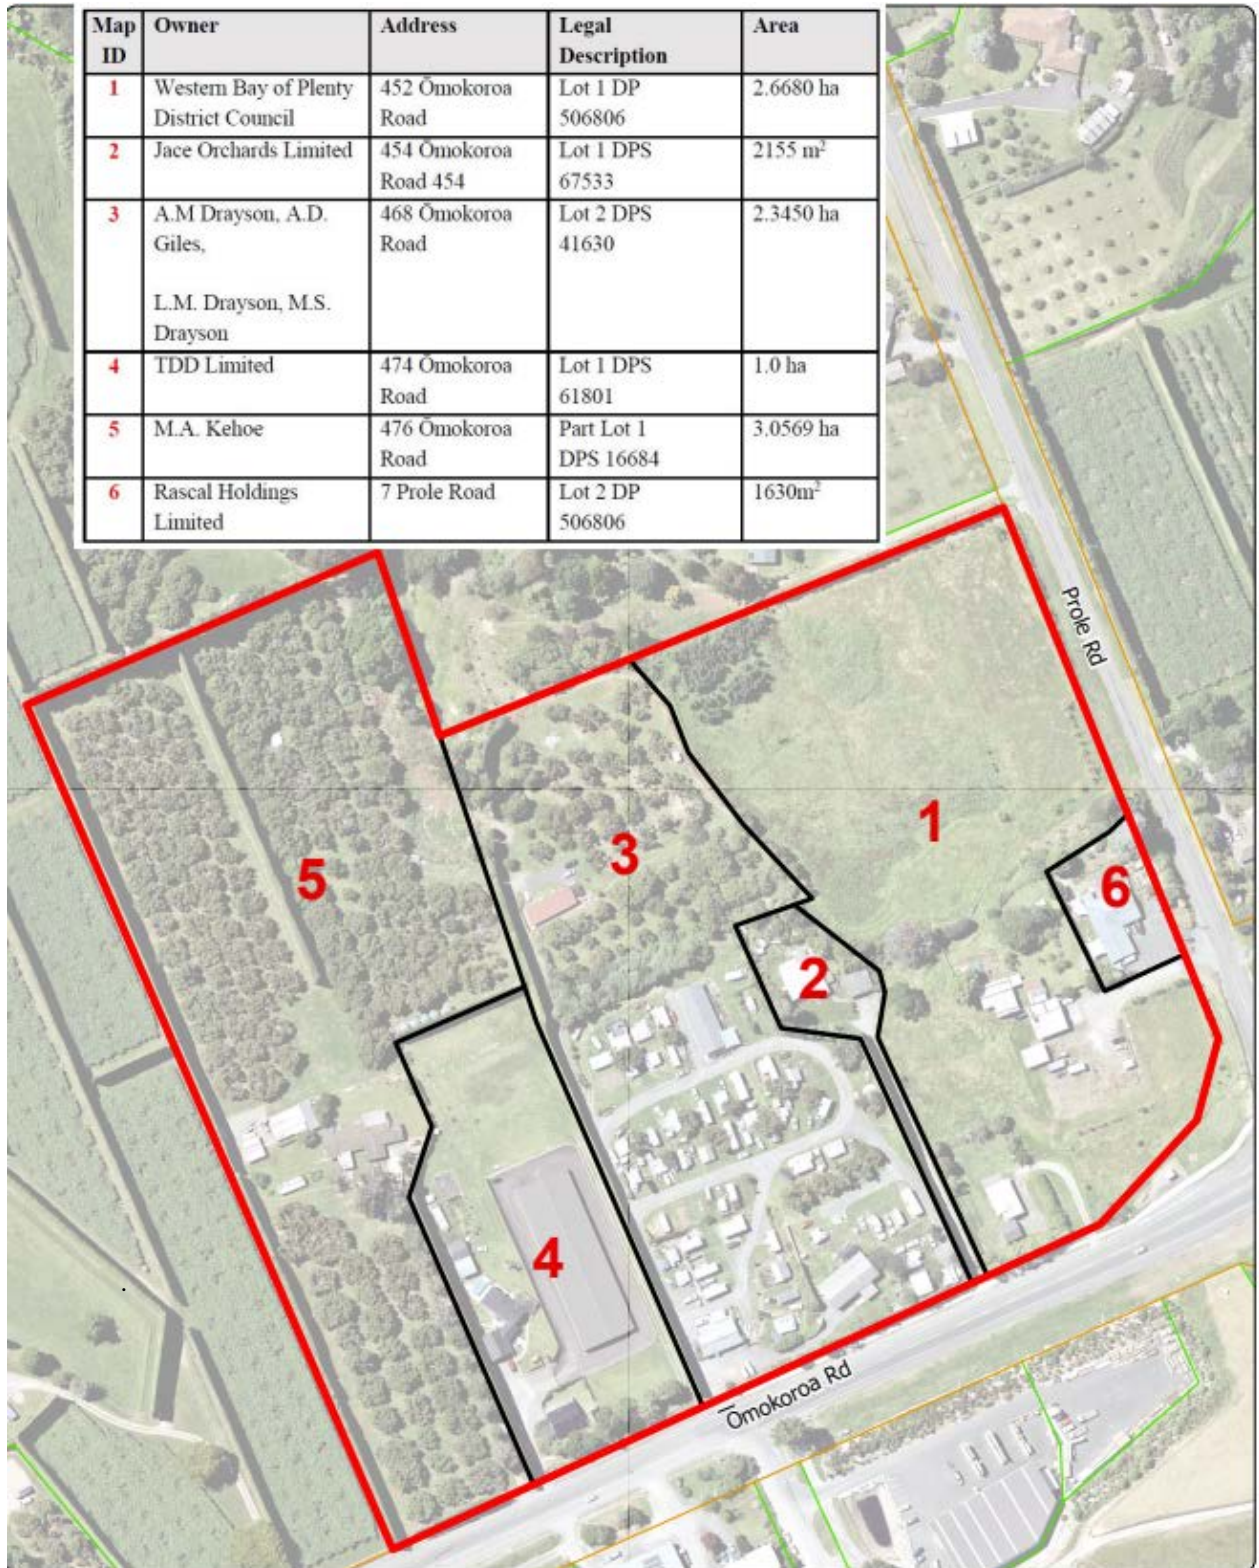 Map Owner Address Legal Area
ID Description
1 Western Bay of Plenty 452 Ōmokoroa Lot 1 DP 2.6680 ha
District Council Road 506806
2 Jace Orchards Limited 454 Ōmokoroa Lot 1 DPS 2155 m²
Road 454 67533
3 A.M Drayson, A.D. 468 Ōmokoroa Lot 2 DPS 2.3450 ha
Giles, Road 41630
L.M. Drayson, M.S.
Drayson
4 TDD Limited 474 Ōmokoroa Lot 1 DPS 1.0 ha
Road 61801
5 M.A. Kehoe 476 Ōmokoroa Part Lot 1 3.0569 ha
Road DPS 16684
6 Rascal Holdings 7 Prole Road Lot 2 DP 1630m²
Limited 506806
Prole Rd
1
3
5
6
2
4
Ōmokoroa Rd